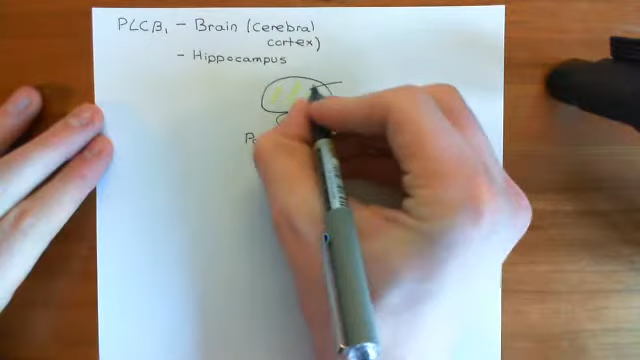 PLCβ₁ - Brain (cerebral
cortex)
- Hippocampus